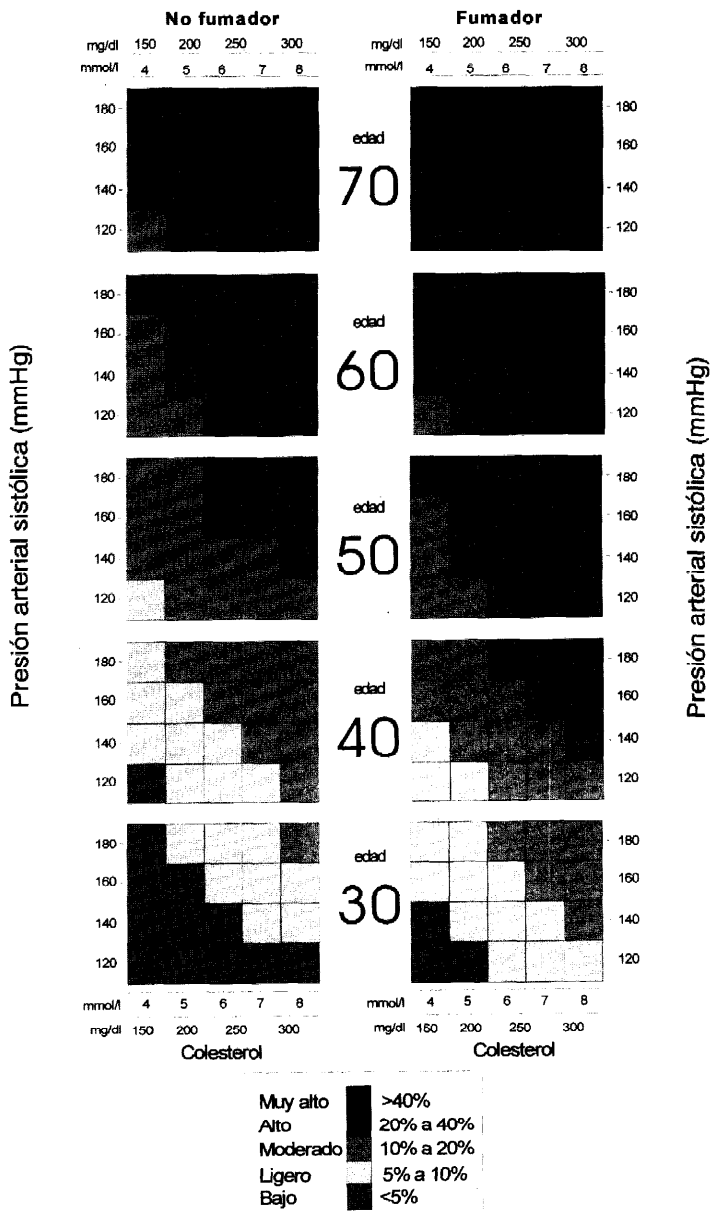 No fumador Fumador
mg/dl 150 200 250 300 mg/dl 150 200 250 300
mmol/l 4 5 6 7 8 mmol/l 4 5 6 7 8
Presión arterial sistólica (mmHg)
180 180
160 edad 160
140 70 140
120 120
180 180
160 edad 160
140 60 140
120 120
180 180
160 edad 160
140 50 140
120 120
180 180
160 edad 160
140 40 140
120 120
180 180
160 edad 160
140 30 140
120 120
Presión arterial sistólica (mmHg)
mmol/l 4 5 6 7 8 mmol/l 4 5 6 7 8
mg/dl 150 200 250 300 mg/dl 150 200 250 300
Colesterol Colesterol
Muy alto >40%
Alto 20% a 40%
Moderado 10% a 20%
Ligero 5% a 10%
Bajo <5%